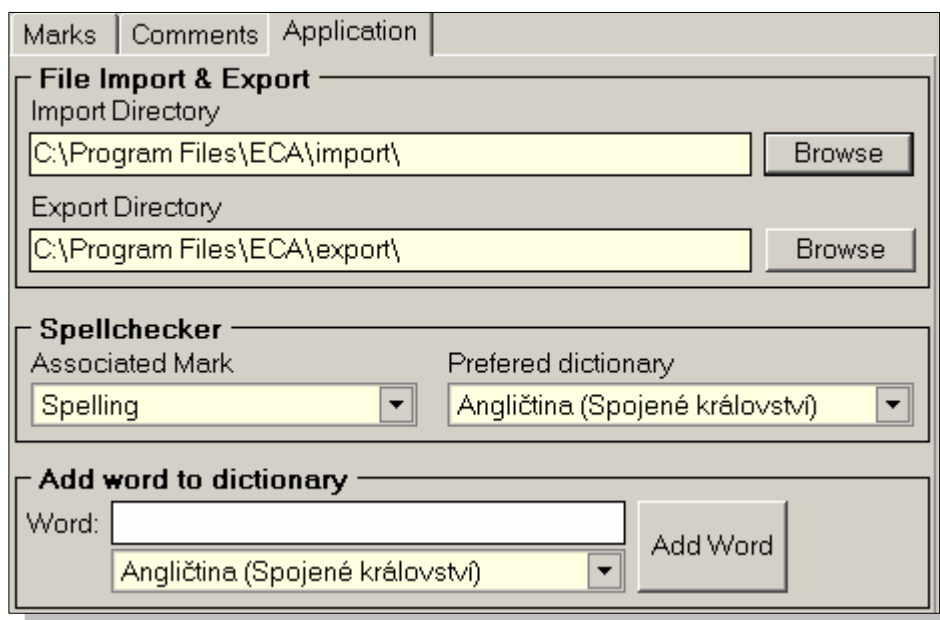 Marks Comments Application
File Import & Export
Import Directory
C:\Program Files\ECA\import\ Browse
Export Directory
C:\Program Files\ECA\export\ Browse
Spellchecker
Associated Mark Prefered dictionary
Spelling Angličtina (Spojené království)
Add word to dictionary
Word:
Add Word
Angličtina (Spojené království)